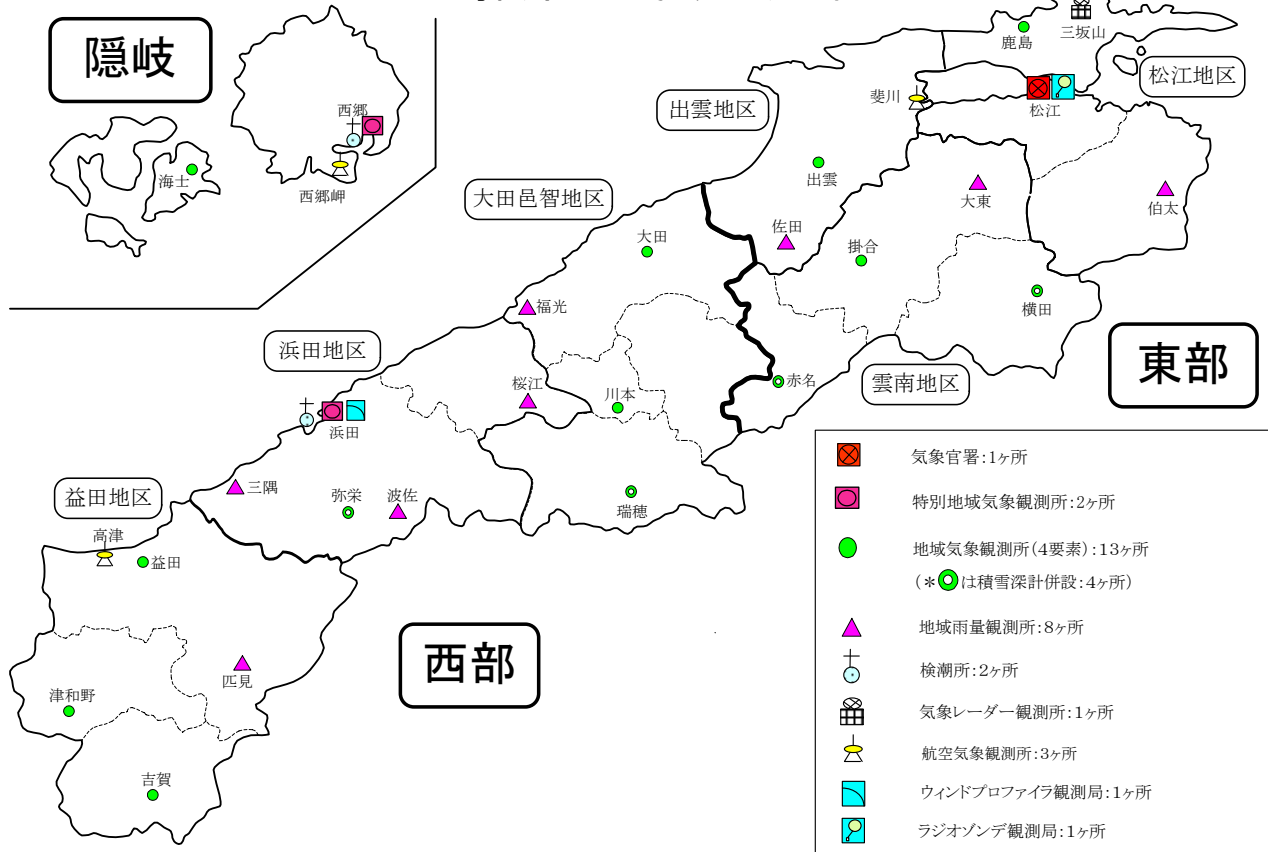 隠岐
西郷
海士
西郷岬
鹿島
三坂山
松江地区
斐川
松江
出雲地区
出雲
大東
伯太
大田邑智地区
佐田
掛合
大田
横田
福光
東部
浜田地区
赤名
雲南地区
桜江
川本
浜田
三隅
弥栄
波佐
瑞穂
益田地区
高津
益田
西部
匹見
津和野
吉賀
気象官署:1ヶ所
特別地域気象観測所:2ヶ所
地域気象観測所(4要素):13ヶ所
(*◎は積雪深計併設:4ヶ所)
地域雨量観測所:8ヶ所
検潮所:2ヶ所
気象レーダー観測所:1ヶ所
航空気象観測所:3ヶ所
ウィンドプロファイラ観測局:1ヶ所
ラジオゾンデ観測局:1ヶ所